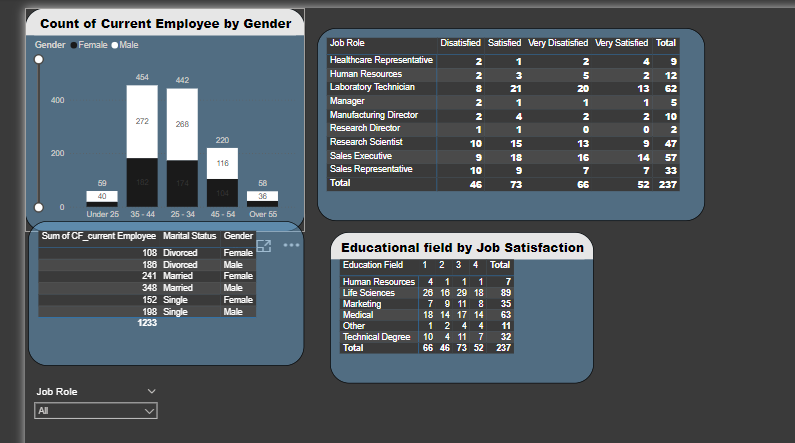 Count of Current Employee by Gender
Gender Female Male
454
442
400
272
268
220
200
182
174
116
104
59
58
40
36
0
Under 25 35 - 44 25 - 34 45 - 54 Over 55
Job Role Disatisfied Satisfied Very Disatisfied Very Satisfied Total
Healthcare Representative 2 1 2 4 9
Human Resources 2 3 5 2 12
Laboratory Technician 8 21 20 13 62
Manager 2 1 1 1 5
Manufacturing Director 2 4 2 2 10
Research Director 1 1 0 0 2
Research Scientist 10 15 13 9 47
Sales Executive 9 18 16 14 57
Sales Representative 10 9 7 7 33
Total 46 73 66 52 237
Sum of CF_current Employee Marital Status Gender
108 Divorced Female
186 Divorced Male
241 Married Female
348 Married Male
152 Single Female
198 Single Male
1233
Educational field by Job Satisfaction
Education Field 1 2 3 4 Total
Human Resources 4 1 1 1 7
Life Sciences 26 16 29 18 89
Marketing 7 9 11 8 35
Medical 18 14 17 14 63
Other 1 2 4 4 11
Technical Degree 10 4 11 7 32
Total 66 46 73 52 237
Job Role
All